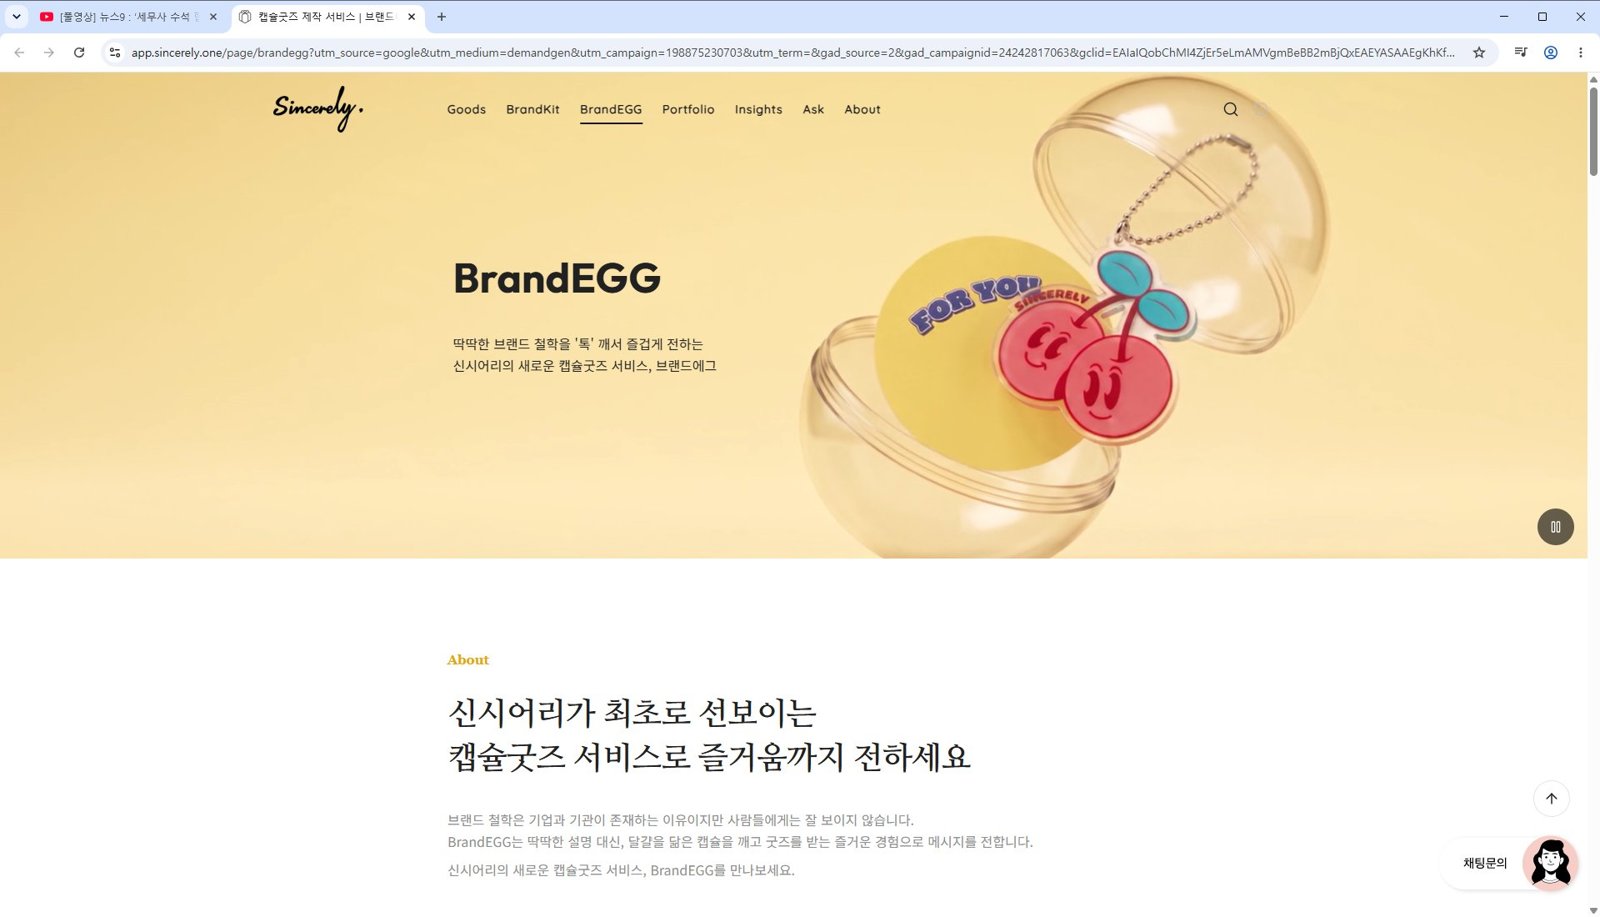 [풀영상] 뉴스9 : '세무사 수석
캡슐굿즈 제작 서비스 | 브랜드
app.sincerely.one/page/brandegg?utm_source=google&utm_medium=demandgen&utm_campaign=198875230703&utm_term=&gad_source=2&gad_campaignid=24242817063&gclid=EAIaIQobChMI4ZjEr5eLmAMVgmBeBB2mBjQxEAEYASAAEgKhKf...
Sincerely.
Goods BrandKit BrandEGG Portfolio Insights Ask About
FOR YOU
SINCERELY
BrandEGG
딱딱한 브랜드 철학을 '톡' 깨서 즐겁게 전하는
신시어리의 새로운 캡슐굿즈 서비스, 브랜드에그
About
신시어리가 최초로 선보이는
캡슐굿즈 서비스로 즐거움까지 전하세요
브랜드 철학은 기업과 기관이 존재하는 이유이지만 사람들에게는 잘 보이지 않습니다.
BrandEGG는 딱딱한 설명 대신, 달걀을 닮은 캡슐을 깨고 굿즈를 받는 즐거운 경험으로 메시지를 전합니다.
신시어리의 새로운 캡슐굿즈 서비스, BrandEGG를 만나보세요.
채팅문의